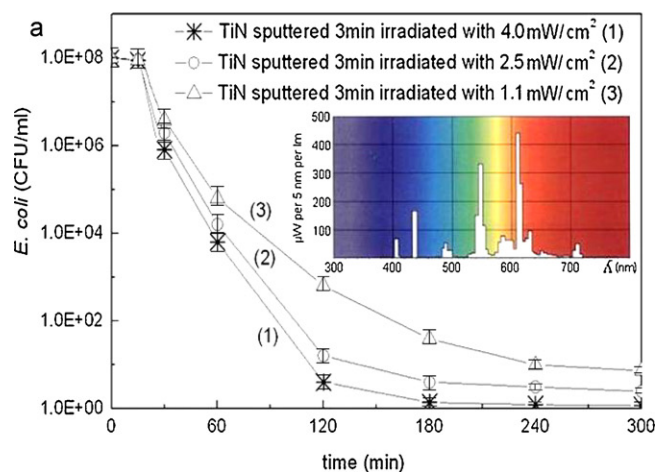 a
TiN sputtered 3min irradiated with 4.0mW/cm² (1)
TiN sputtered 3min irradiated with 2.5mW/cm² (2)
TiN sputtered 3min irradiated with 1.1mW/cm² (3)
1.0E+08
1.0E+06
1.0E+04
1.0E+02
1.0E+00
E. coli (CFU/ml)
500
400
300
200
100
µW per 5 nm per lm
300 400 500 600 700 λ (nm)
(3)
(2)
(1)
0 60 120 180 240 300
time (min)